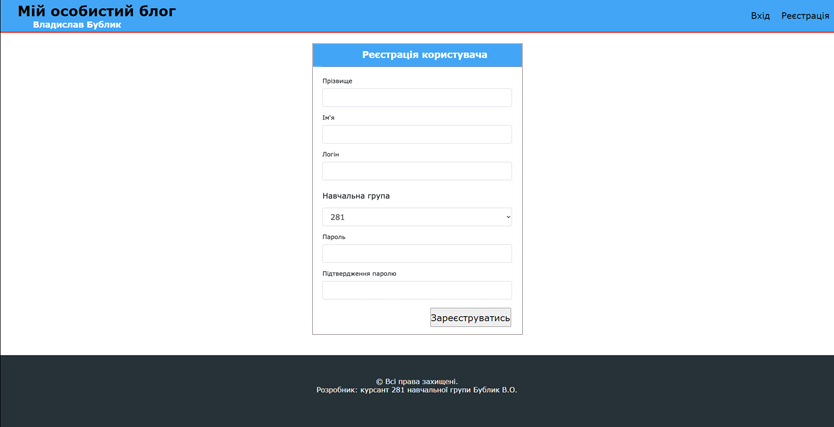 Мій особистий блог
Владислав Бублик
Вхід Реєстрація
Реєстрація користувача
Прізвище
Ім'я
Логін
Навчальна група
281
Пароль
Підтвердження паролю
Зареєструватись
© Всі права захищені.
Розробник: курсант 281 навчальної групи Бублик В.О.